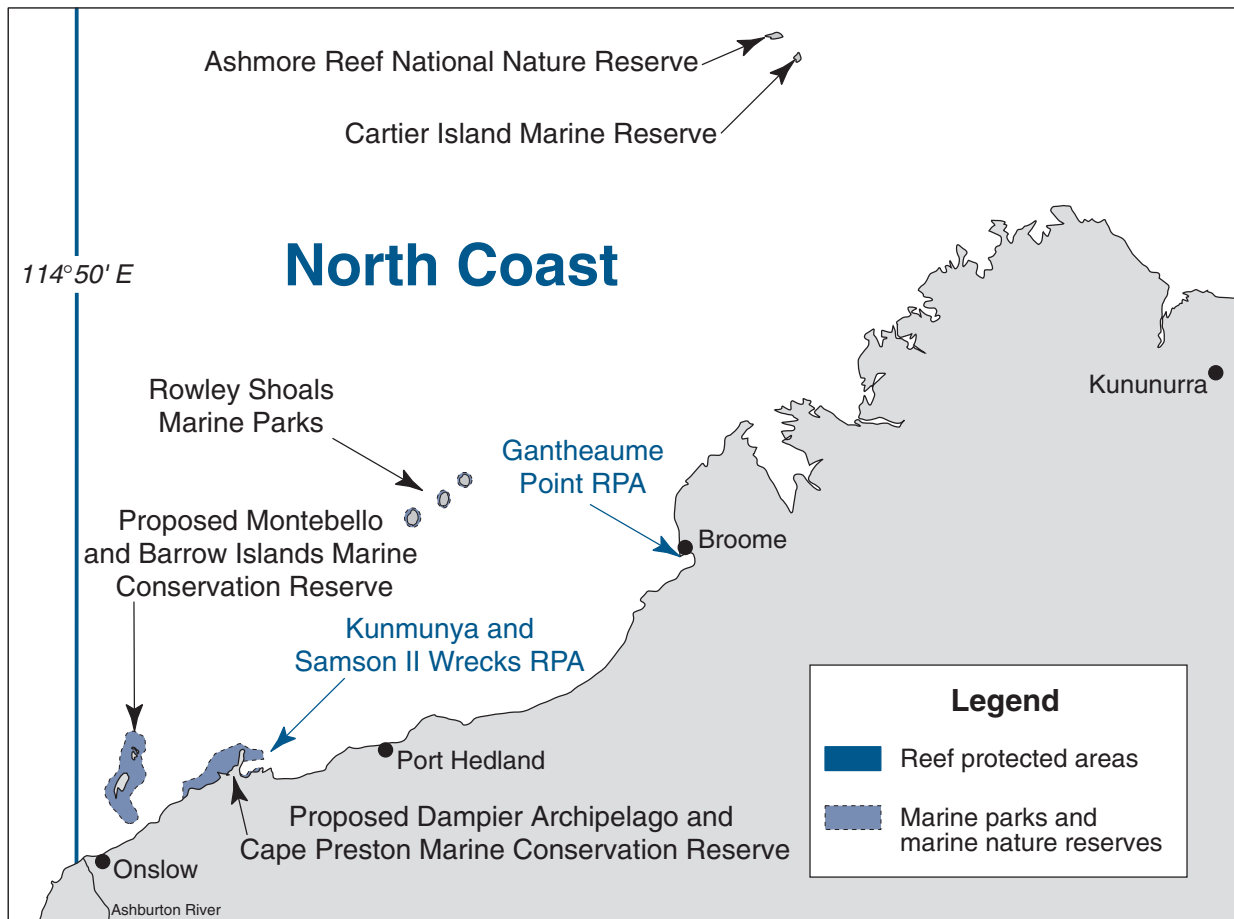 Ashmore Reef National Nature Reserve
Cartier Island Marine Reserve
North Coast
114°50' E
Kununurra
Rowley Shoals
Marine Parks
Gantheaume
Point RPA
Proposed Montebello
and Barrow Islands Marine
Conservation Reserve
Broome
Kunmunya and
Samson II Wrecks RPA
Port Hedland
Proposed Dampier Archipelago and
Cape Preston Marine Conservation Reserve
Onslow
Ashburton River
Legend
Reef protected areas
Marine parks and
marine nature reserves